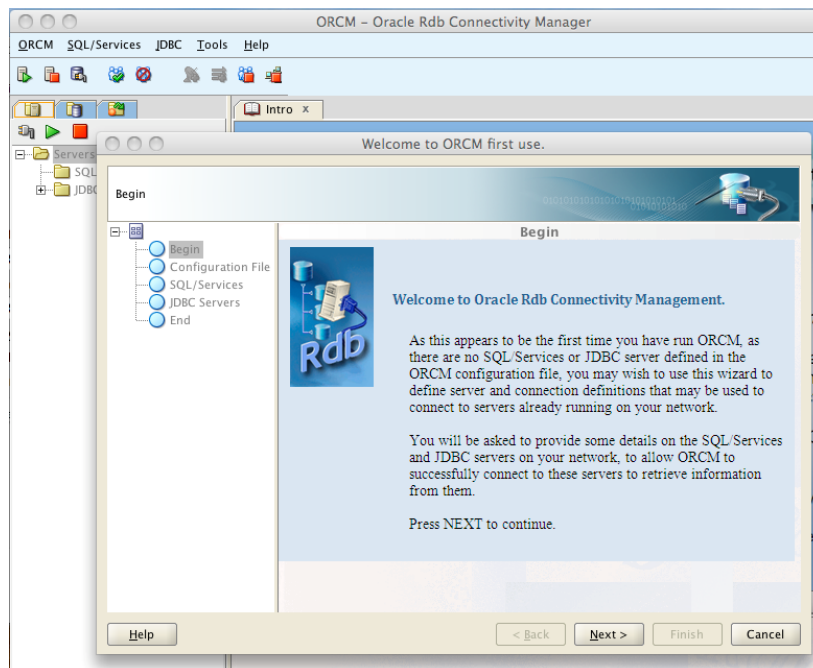 ORCM – Oracle Rdb Connectivity Manager
ORCM SQL/Services JDBC Tools Help
Intro x
Servers
SQL
JDBC
Welcome to ORCM first use.
Begin
Begin
Configuration File
SQL/Services
JDBC Servers
End
Begin
Rdb
Welcome to Oracle Rdb Connectivity Management.
As this appears to be the first time you have run ORCM, as
there are no SQL/Services or JDBC server defined in the
ORCM configuration file, you may wish to use this wizard to
define server and connection definitions that may be used to
connect to servers already running on your network.
You will be asked to provide some details on the SQL/Services
and JDBC servers on your network, to allow ORCM to
successfully connect to these servers to retrieve information
from them.
Press NEXT to continue.
Help < Back Next > Finish Cancel